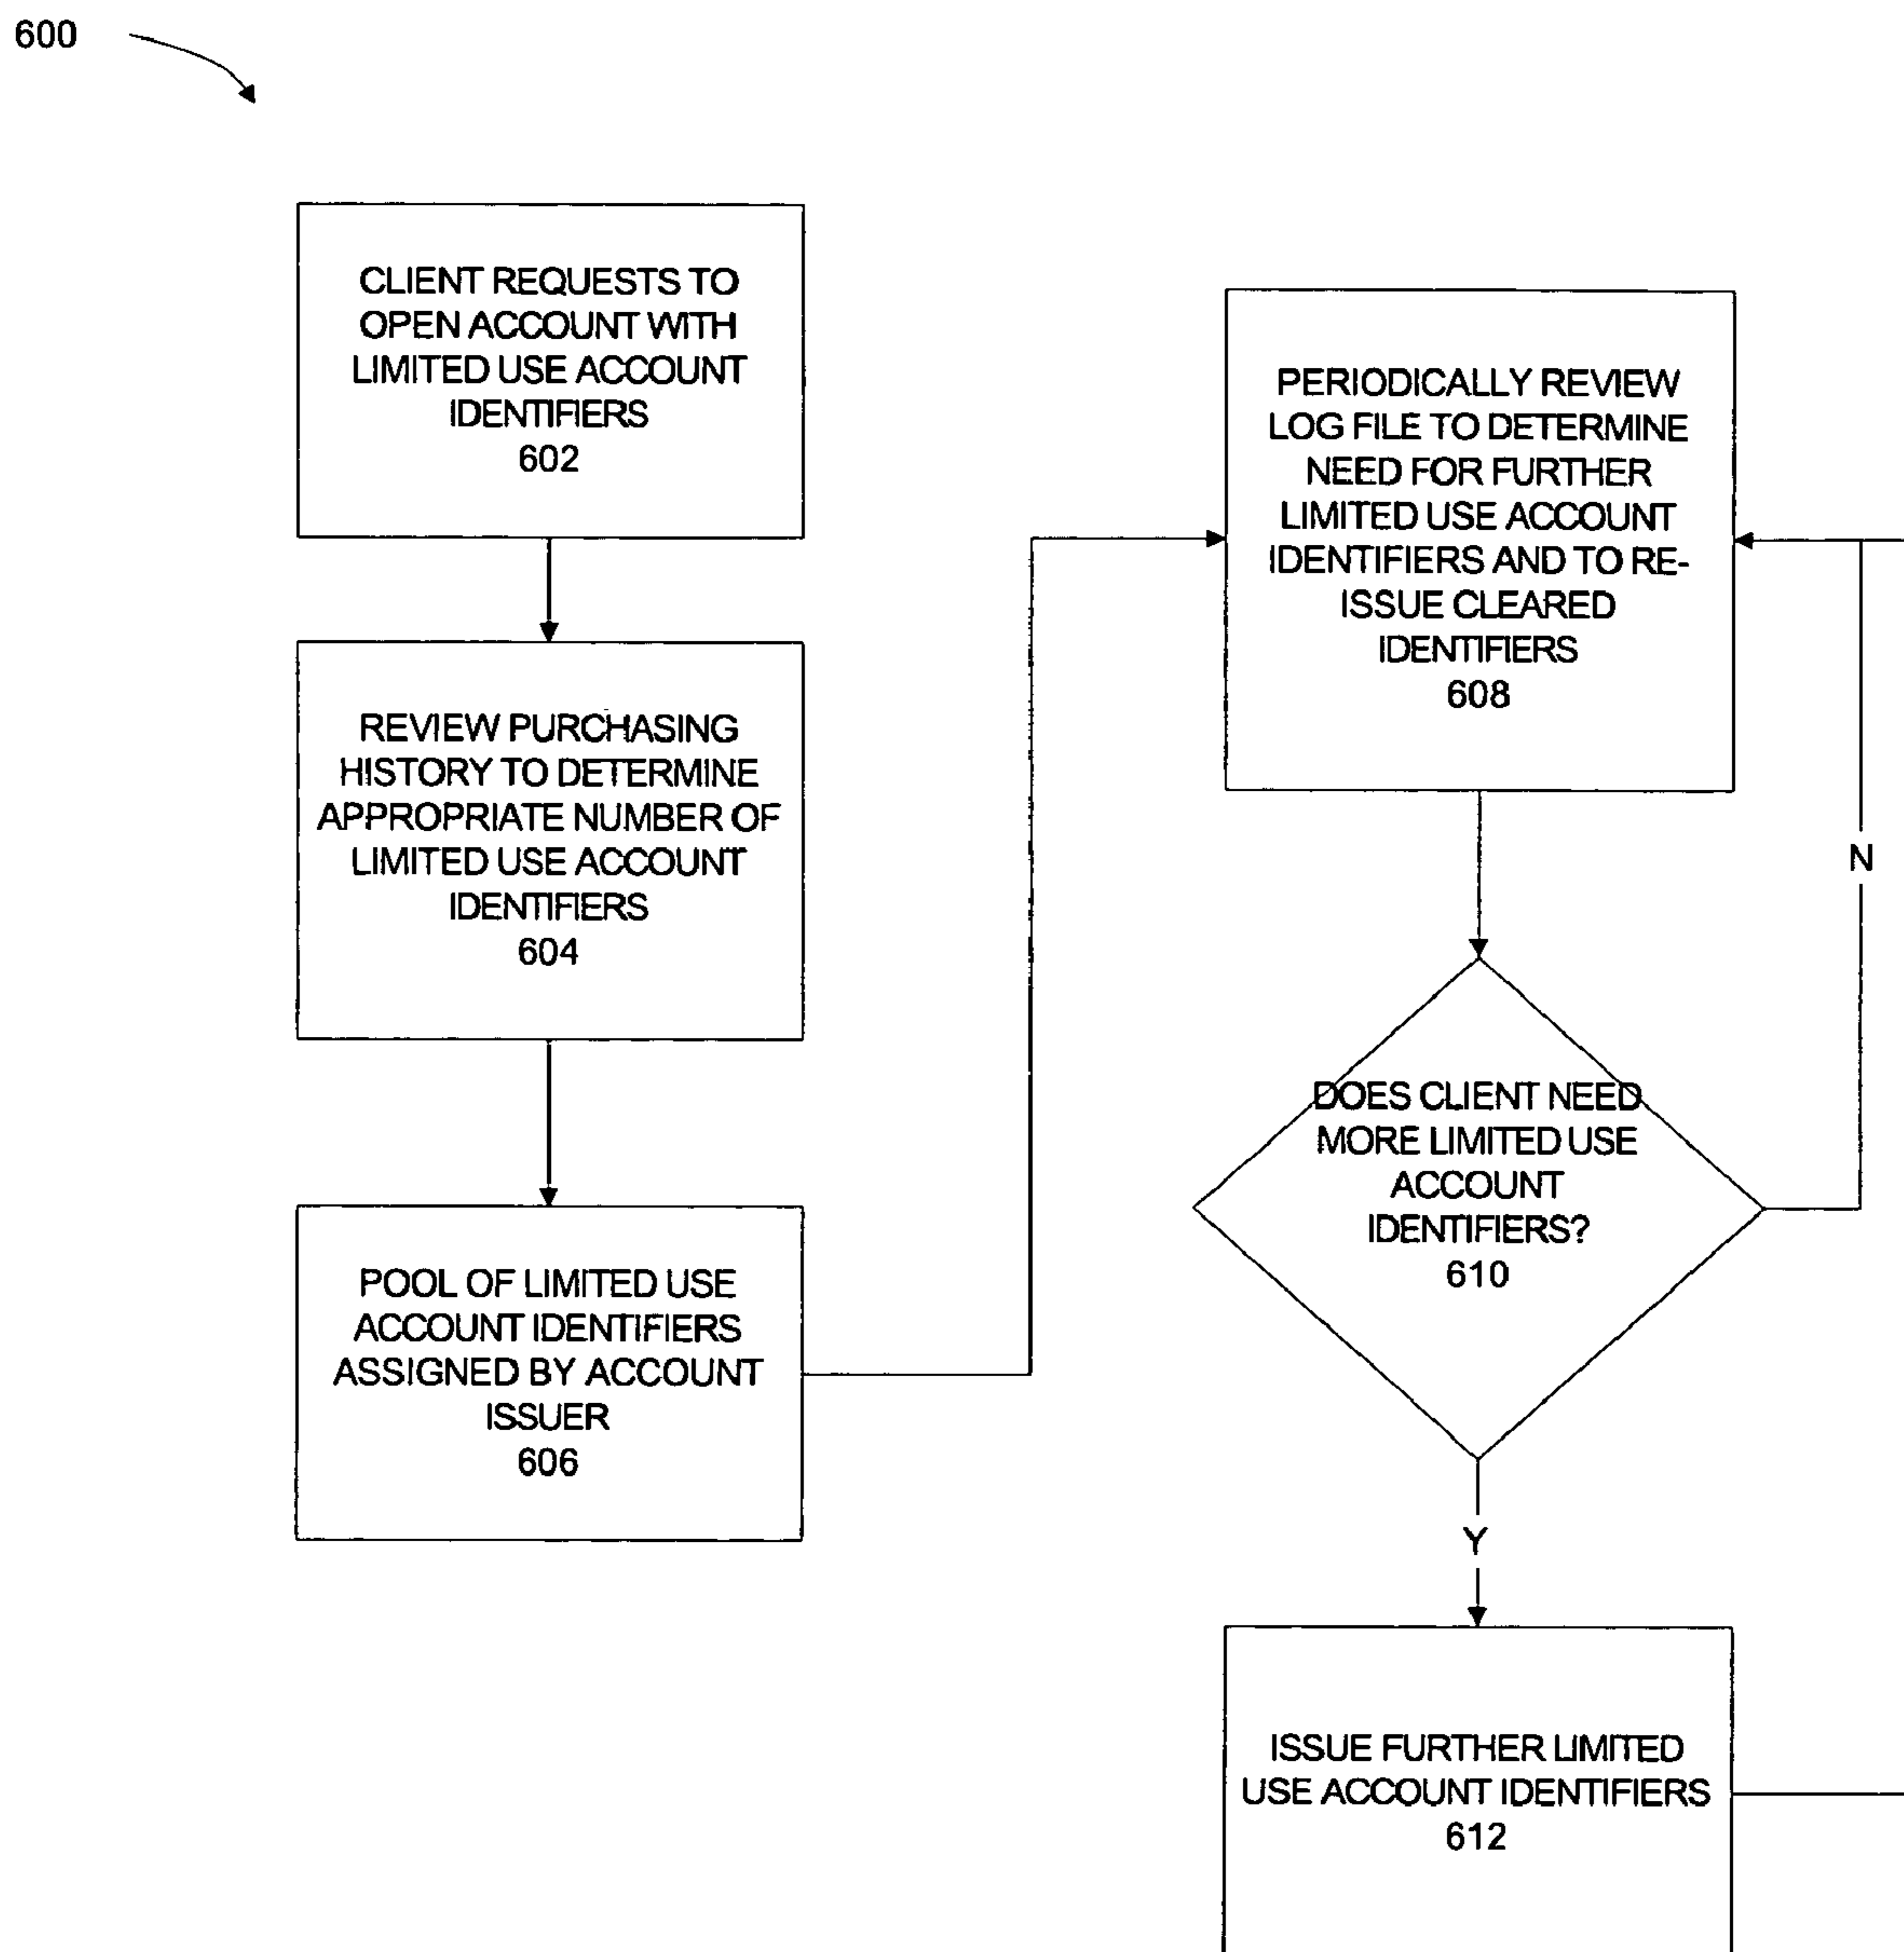 600
CLIENT REQUESTS TO
OPEN ACCOUNT WITH
LIMITED USE ACCOUNT
IDENTIFIERS
602
REVIEW PURCHASING
HISTORY TO DETERMINE
APPROPRIATE NUMBER OF
LIMITED USE ACCOUNT
IDENTIFIERS
604
POOL OF LIMITED USE
ACCOUNT IDENTIFIERS
ASSIGNED BY ACCOUNT
ISSUER
606
PERIODICALLY REVIEW
LOG FILE TO DETERMINE
NEED FOR FURTHER
LIMITED USE ACCOUNT
IDENTIFIERS AND TO RE-
ISSUE CLEARED
IDENTIFIERS
608
N
DOES CLIENT NEED
MORE LIMITED USE
ACCOUNT
IDENTIFIERS?
610
Y
ISSUE FURTHER LIMITED
USE ACCOUNT IDENTIFIERS
612